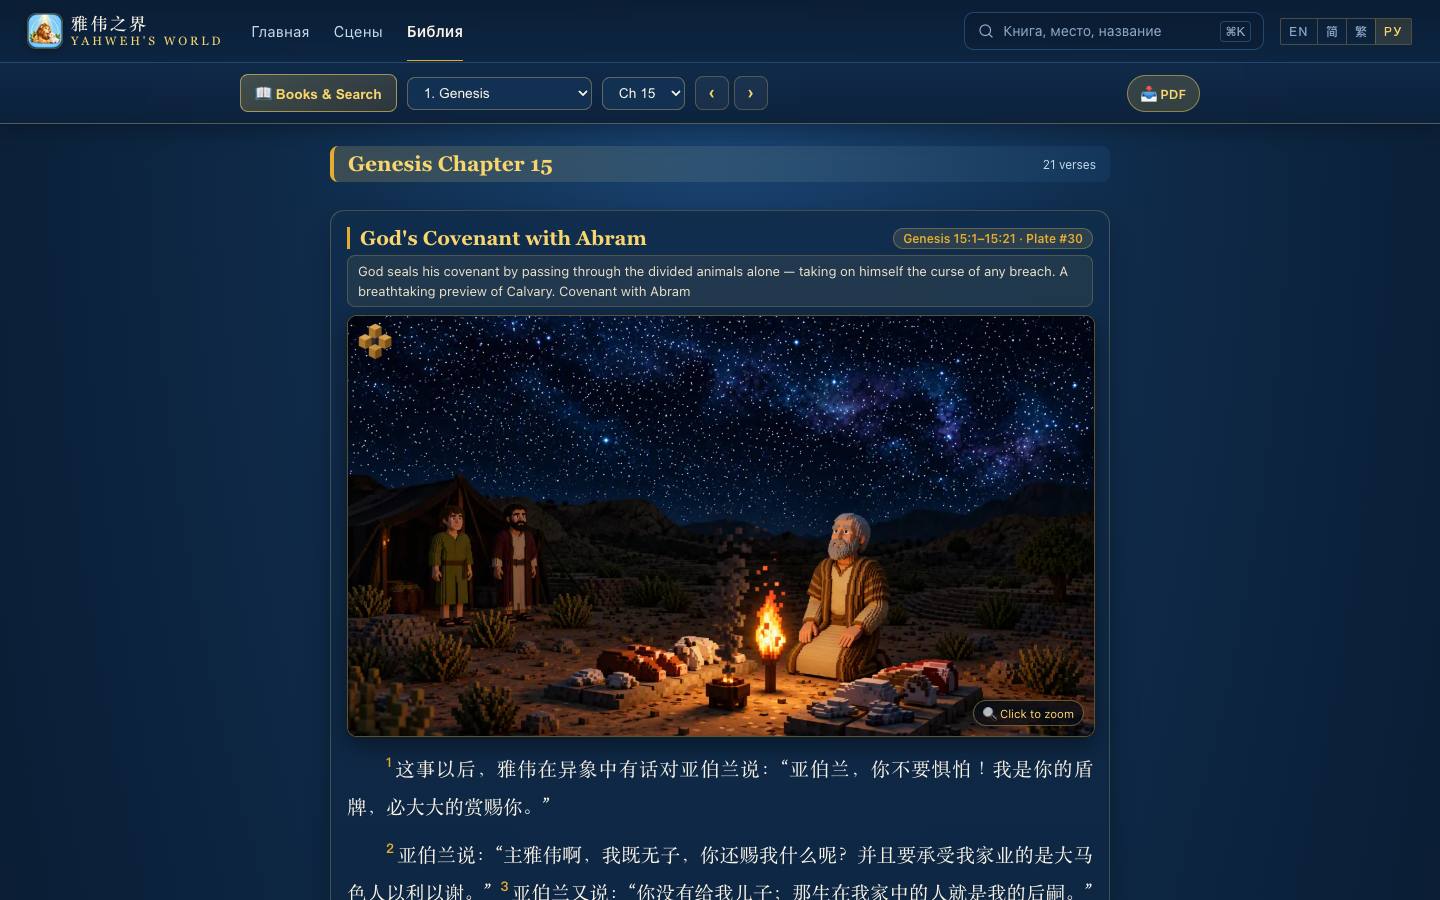 雅伟之界
YAHWEH'S WORLD
Главная
Сцены
Библия
Книга, место, название
⌘K
EN
简
繁
РУ
📖 Books & Search
1. Genesis
Ch 15
‹
›
📥 PDF
Genesis Chapter 15
21 verses
God's Covenant with Abram
Genesis 15:1–15:21 · Plate #30
God seals his covenant by passing through the divided animals alone — taking on himself the curse of any breach. A
breathtaking preview of Calvary. Covenant with Abram
🔍 Click to zoom
1 这事以后，雅伟在异象中有话对亚伯兰说：“亚伯兰，你不要惧怕！我是你的盾
牌，必大大的赏赐你。”
2 亚伯兰说：“主雅伟啊，我既无子，你还赐我什么呢？并且要承受我家业的是大马
色人以利以谢。” 3 亚伯兰又说：“你没有给我儿子；那生在我家中的人就是我的后嗣。”